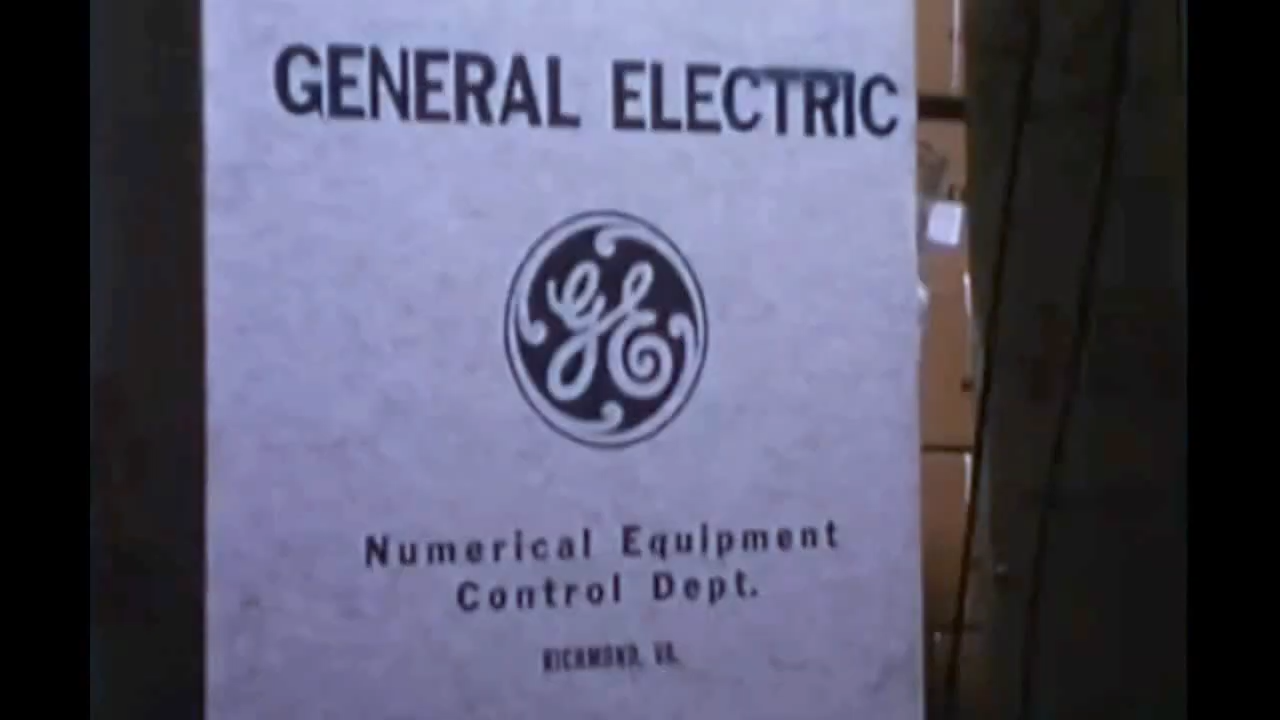 GENERAL ELECTRIC
GE
Numerical Equipment
Control Dept.
RICHMOND, VA.